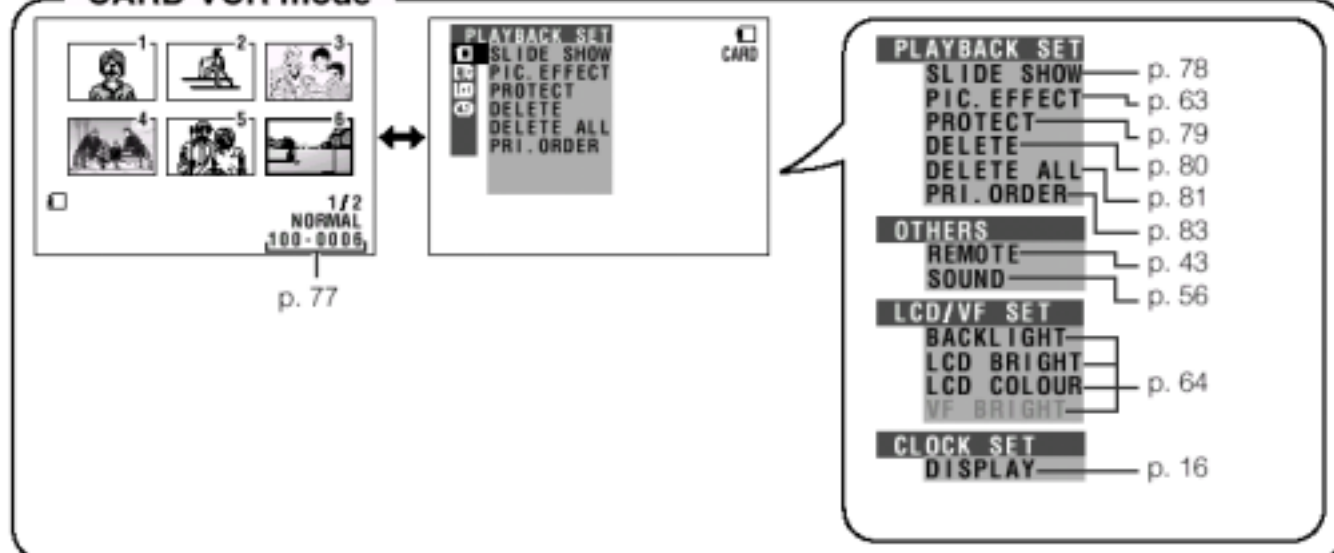 CARD VCR mode
1
2
3
4
5
6
1/2
NORMAL
100-0006
p. 77
PLAYBACK SET
SLIDE SHOW
PIC.EFFECT
PROTECT
DELETE
DELETE ALL
PRI.ORDER
CARD
PLAYBACK SET
SLIDE SHOW p. 78
PIC.EFFECT p. 63
PROTECT p. 79
DELETE p. 80
DELETE ALL p. 81
PRI.ORDER p. 83
OTHERS
REMOTE p. 43
SOUND p. 56
LCD/VF SET
BACKLIGHT
LCD BRIGHT
LCD COLOUR p. 64
VF BRIGHT
CLOCK SET
DISPLAY p. 16